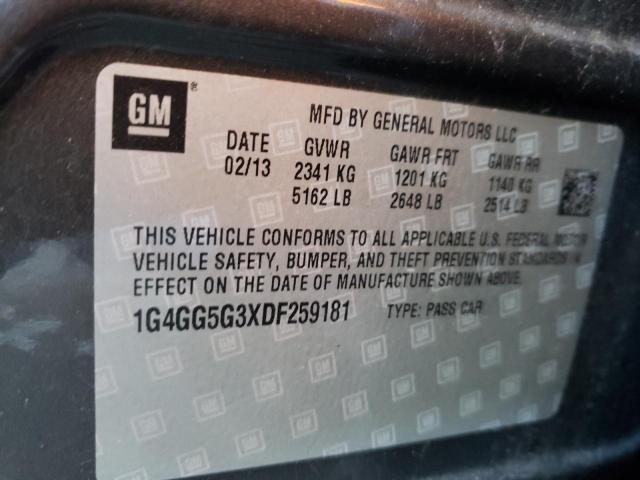 GM ®
MFD BY GENERAL MOTORS LLC
DATE GVWR GAWR FRT GAWR RR
02/13 2341 KG 1201 KG 1140 KG
5162 LB 2648 LB 2514 LB
THIS VEHICLE CONFORMS TO ALL APPLICABLE U.S. FEDERAL MOTOR
VEHICLE SAFETY, BUMPER, AND THEFT PREVENTION STANDARDS IN
EFFECT ON THE DATE OF MANUFACTURE SHOWN ABOVE.
1G4GG5G3XDF259181 TYPE: PASS CAR